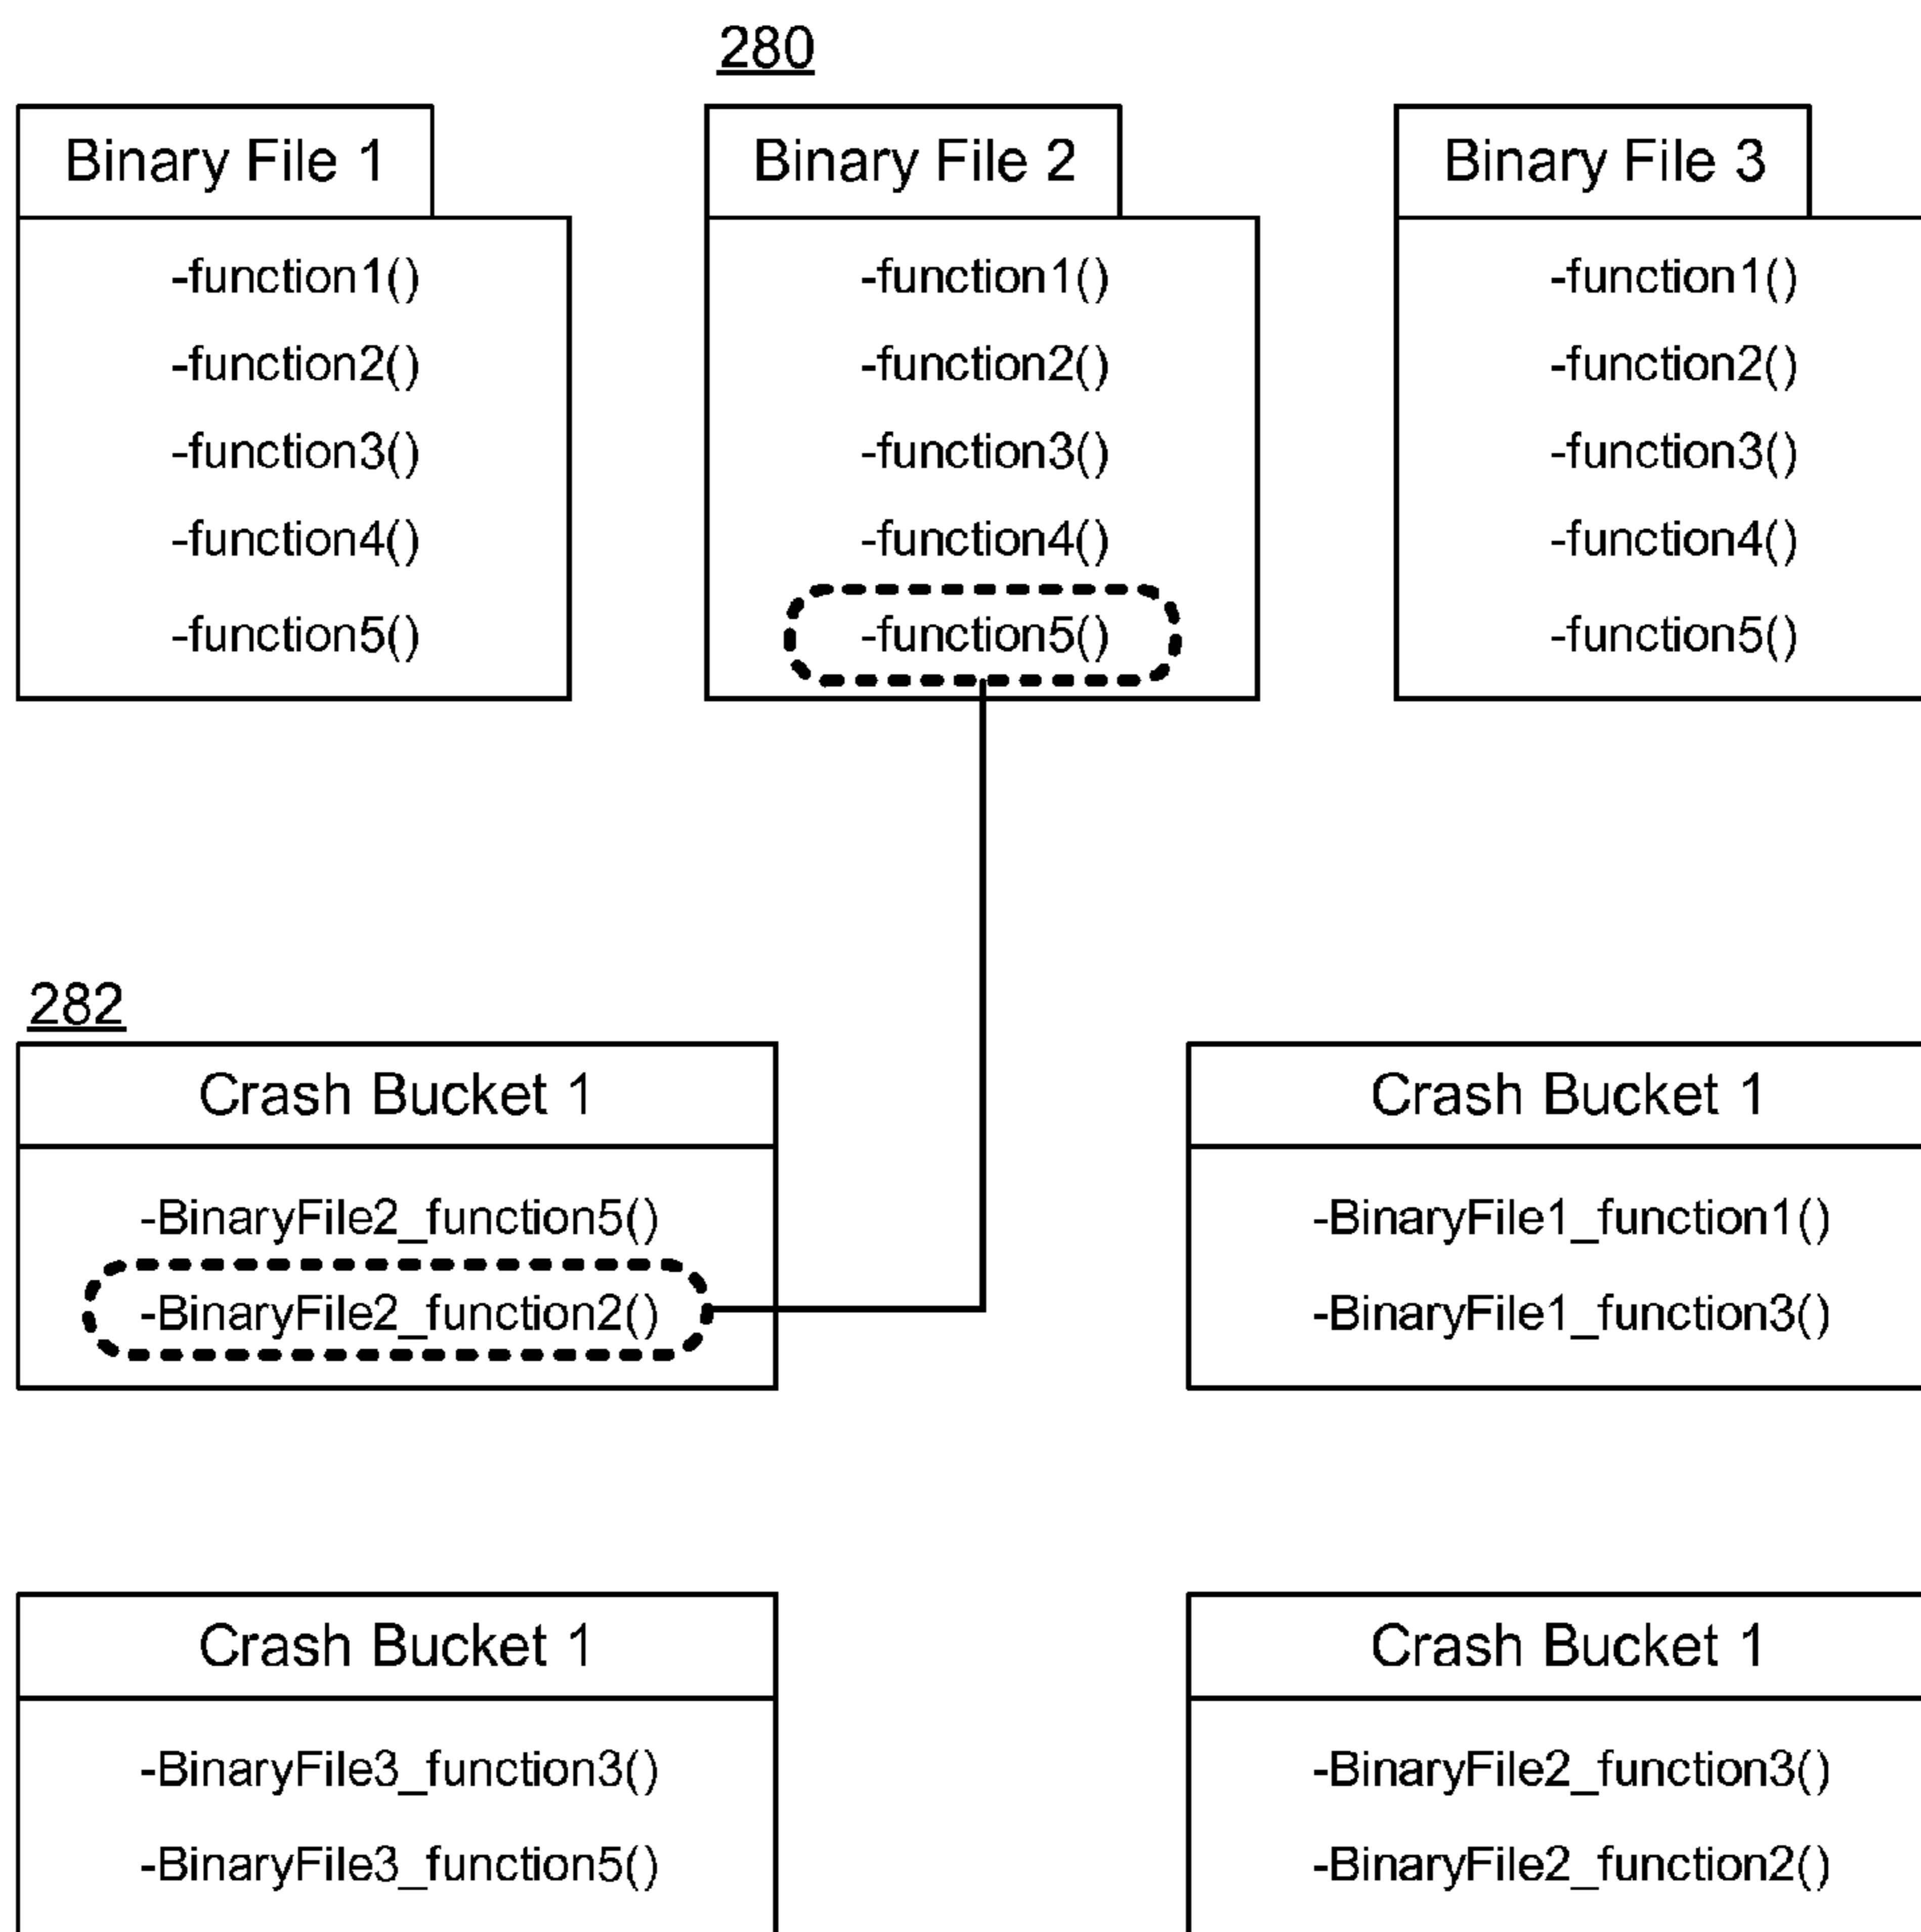 280
Binary File 1
-function1()
-function2()
-function3()
-function4()
-function5()
Binary File 2
-function1()
-function2()
-function3()
-function4()
-function5()
Binary File 3
-function1()
-function2()
-function3()
-function4()
-function5()
282
Crash Bucket 1
-BinaryFile2_function5()
-BinaryFile2_function2()
Crash Bucket 1
-BinaryFile1_function1()
-BinaryFile1_function3()
Crash Bucket 1
-BinaryFile3_function3()
-BinaryFile3_function5()
Crash Bucket 1
-BinaryFile2_function3()
-BinaryFile2_function2()